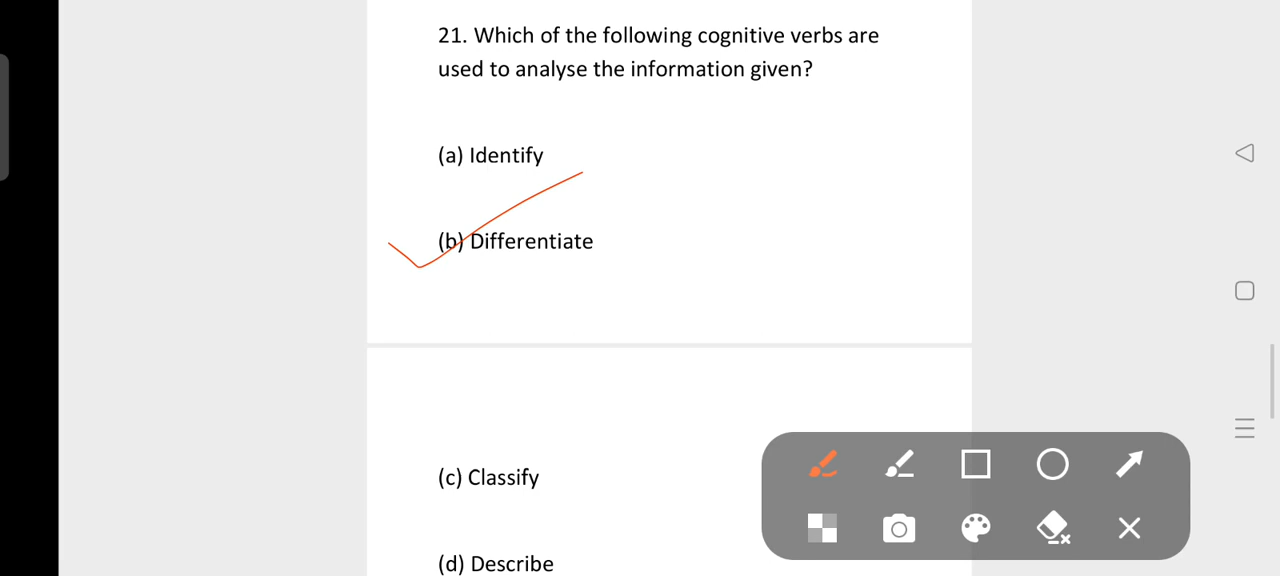 21. Which of the following cognitive verbs are
used to analyse the information given?
(a) Identify
(b) Differentiate
(c) Classify
(d) Describe